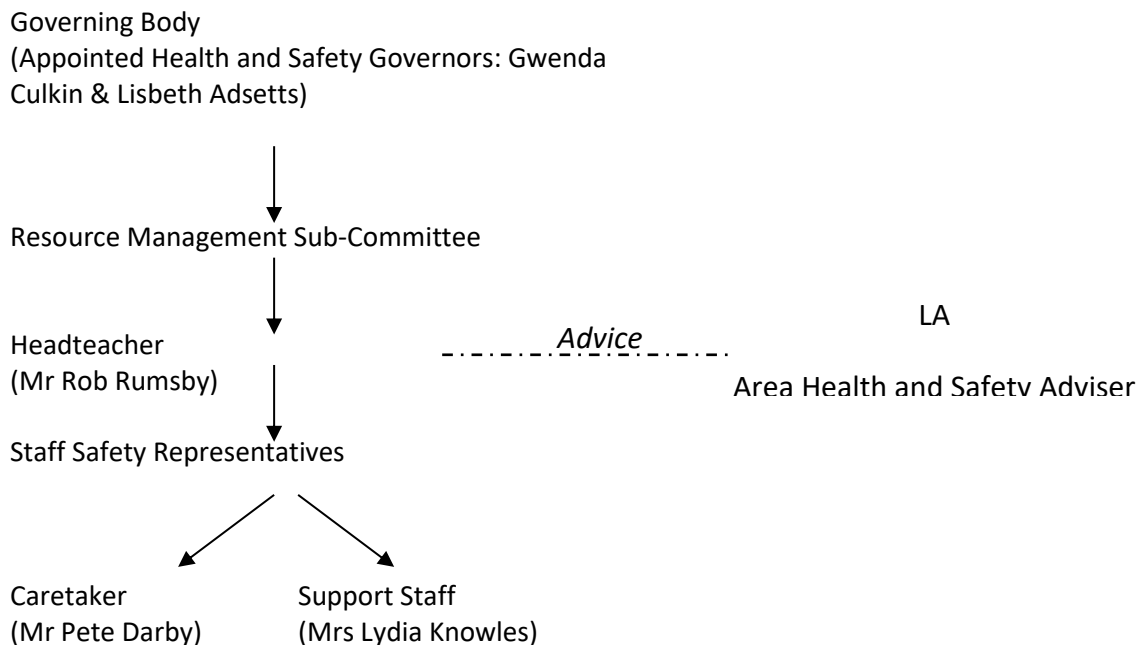 Governing Body
(Appointed Health and Safety Governors: Gwenda
Culkin & Lisbeth Adsetts)
Resource Management Sub-Committee
LA
Advice
Headteacher
(Mr Rob Rumsby)
Area Health and Safety Adviser
Staff Safety Representatives
Caretaker
(Mr Pete Darby)
Support Staff
(Mrs Lydia Knowles)